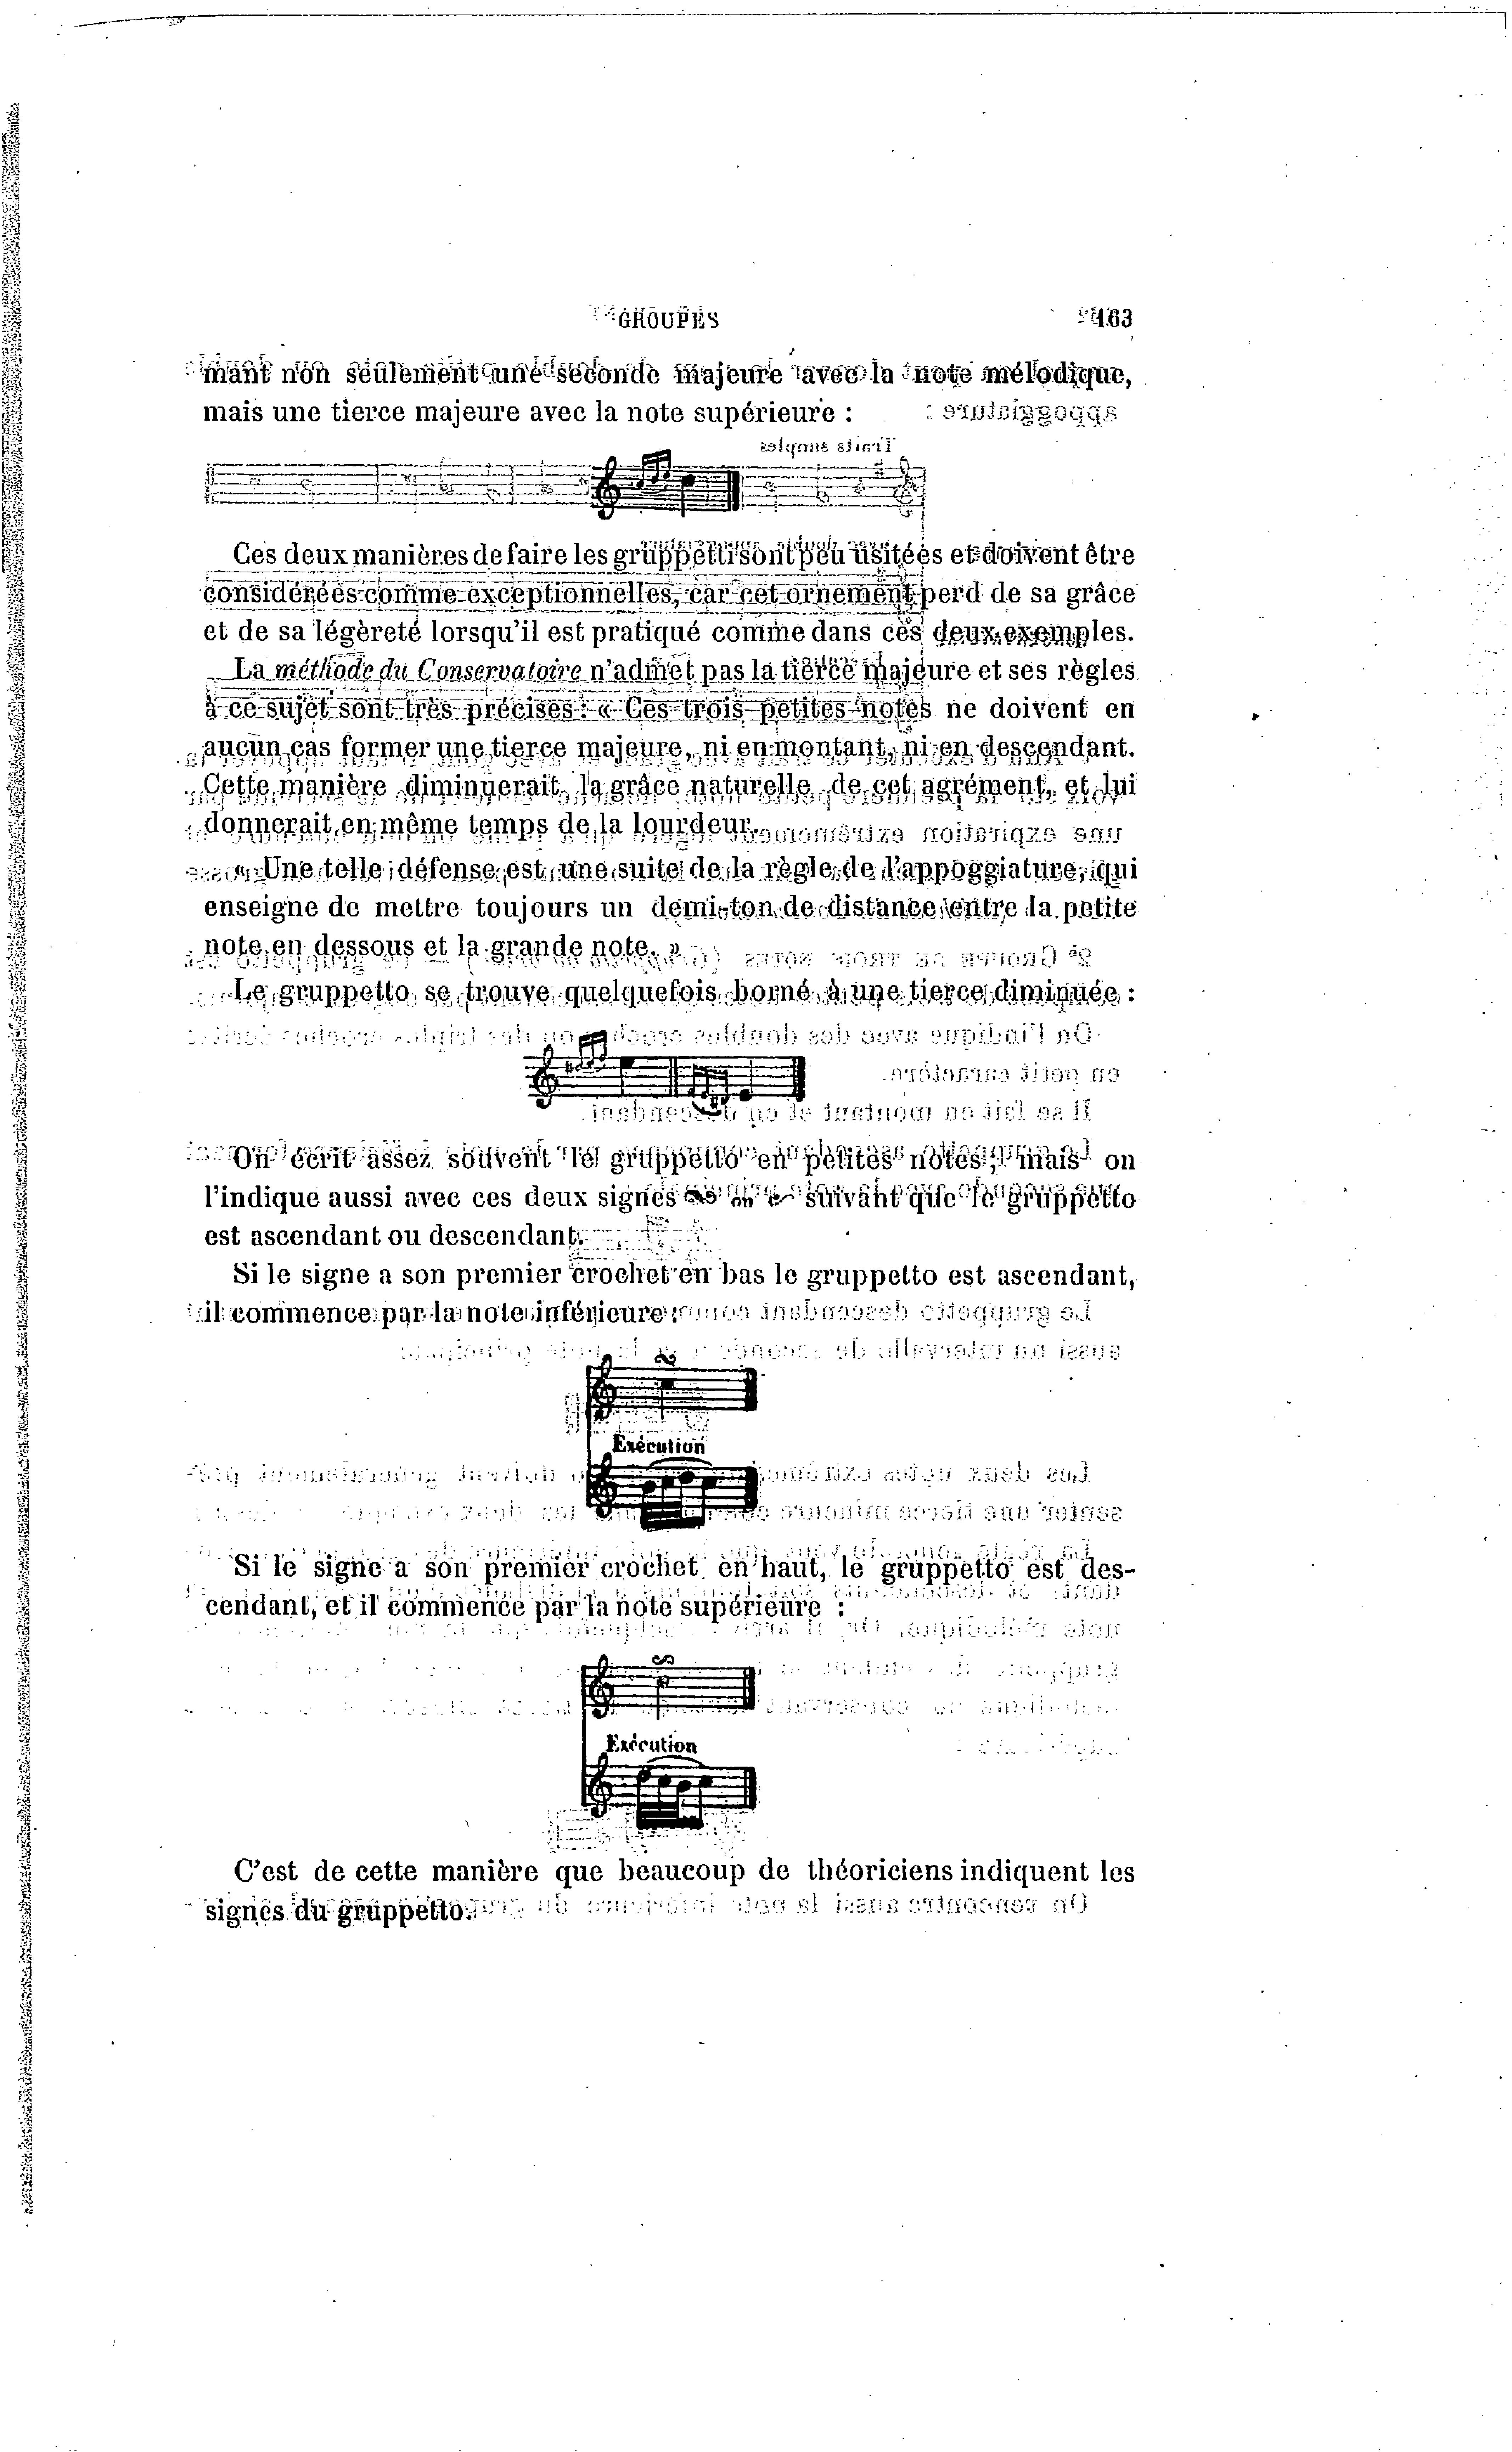 GROUPES 163
mant non seulement une seconde majeure avec la note mélodique,
mais une tierce majeure avec la note supérieure :
Ces deux manières de faire les gruppetti sont peu usitées et doivent être
considérées comme exceptionnelles, car cet ornement perd de sa grâce
et de sa légèreté lorsqu'il est pratiqué comme dans ces deux exemples.
La méthode du Conservatoire n'admet pas la tierce majeure et ses règles
à ce sujet sont très précises : « Ces trois petites notes ne doivent en
aucun cas former une tierce majeure, ni en montant, ni en descendant.
Cette manière diminuerait la grâce naturelle de cet agrément, et lui
donnerait en même temps de la lourdeur.
« Une telle défense est une suite de la règle de l'appoggiature, qui
enseigne de mettre toujours un demi-ton de distance entre la petite
note en dessous et la grande note. »
Le gruppetto se trouve quelquefois borné à une tierce diminuée :
On écrit assez souvent le gruppetto en petites notes, mais on
l'indique aussi avec ces deux signes ou suivant que le gruppetto
est ascendant ou descendant.
Si le signe a son premier crochet en bas le gruppetto est ascendant,
il commence par la note inférieure :
Exécution
Si le signe a son premier crochet en haut, le gruppetto est des-
cendant, et il commence par la note supérieure :
Exécution
C'est de cette manière que beaucoup de théoriciens indiquent les
signes du gruppetto.